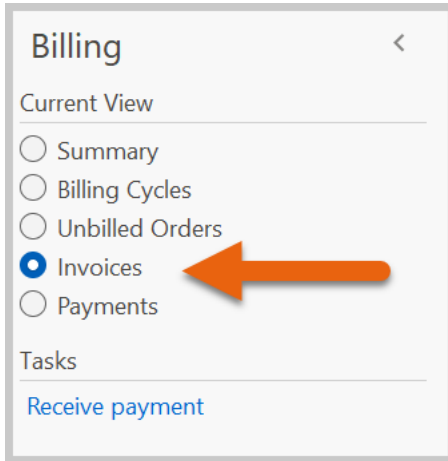 Billing
Current View
Summary
Billing Cycles
Unbilled Orders
Invoices
Payments
Tasks
Receive payment